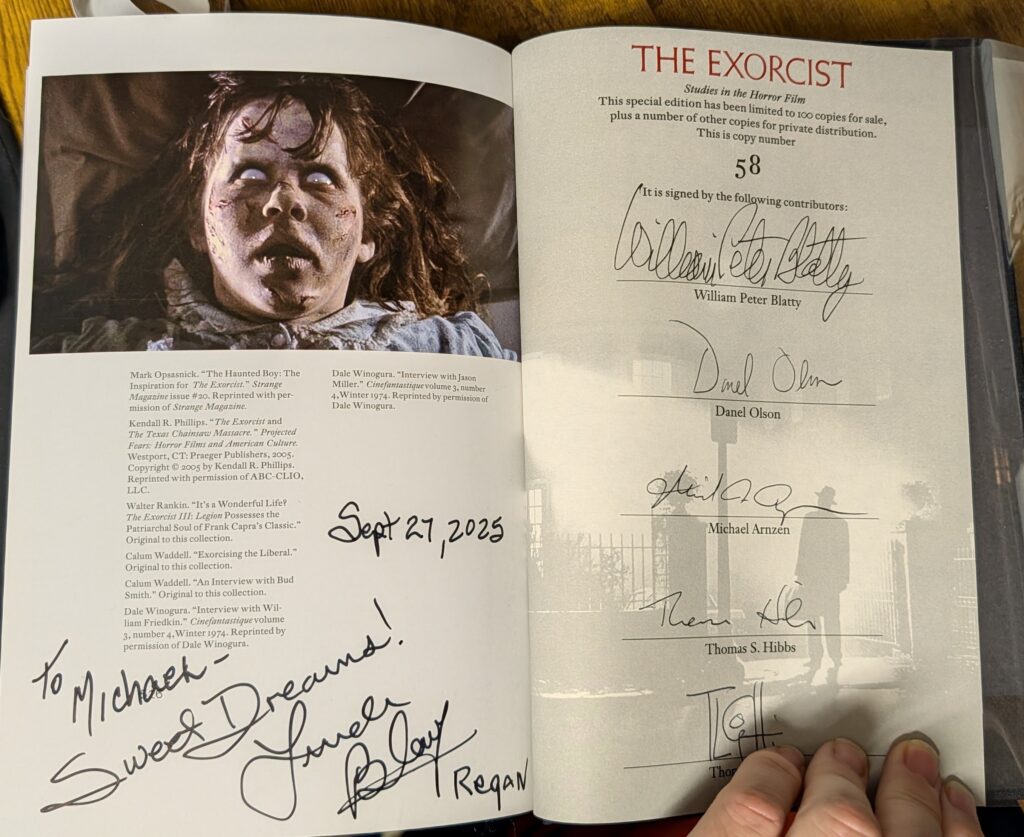 Mark Opsasnick. “The Haunted Boy: The
Inspiration for The Exorcist.” Strange
Magazine issue #20. Reprinted with per-
mission of Strange Magazine.
Kendall R. Phillips. “The Exorcist and
The Texas Chainsaw Massacre.” Projected
Fears: Horror Films and American Culture.
Westport, CT: Praeger Publishers, 2005.
Copyright © 2005 by Kendall R. Phillips.
Reprinted with permission of ABC-CLIO,
LLC.
Walter Rankin. “It’s a Wonderful Life?
The Exorcist III: Legion Possesses the
Patriarchal Soul of Frank Capra’s Classic.”
Original to this collection.
Calum Waddell. “Exorcising the Liberal.”
Original to this collection.
Calum Waddell. “An Interview with Bud
Smith.” Original to this collection.
Dale Winogura. “Interview with Wil-
liam Friedkin.” Cinefantastique volume
3, number 4, Winter 1974. Reprinted by
permission of Dale Winogura.
Dale Winogura. “Interview with Jason
Miller.” Cinefantastique volume 3, number
4, Winter 1974. Reprinted by permission of
Dale Winogura.
Sept 27, 2025
To Michael -
Sweet Dreams!
Linda
Blair
Regan
THE EXORCIST
Studies in the Horror Film
This special edition has been limited to 100 copies for sale,
plus a number of other copies for private distribution.
This is copy number
58
It is signed by the following contributors:
William Peter Blatty
William Peter Blatty
Danel Olson
Danel Olson
Michael Arnzen
Thomas S. Hibbs